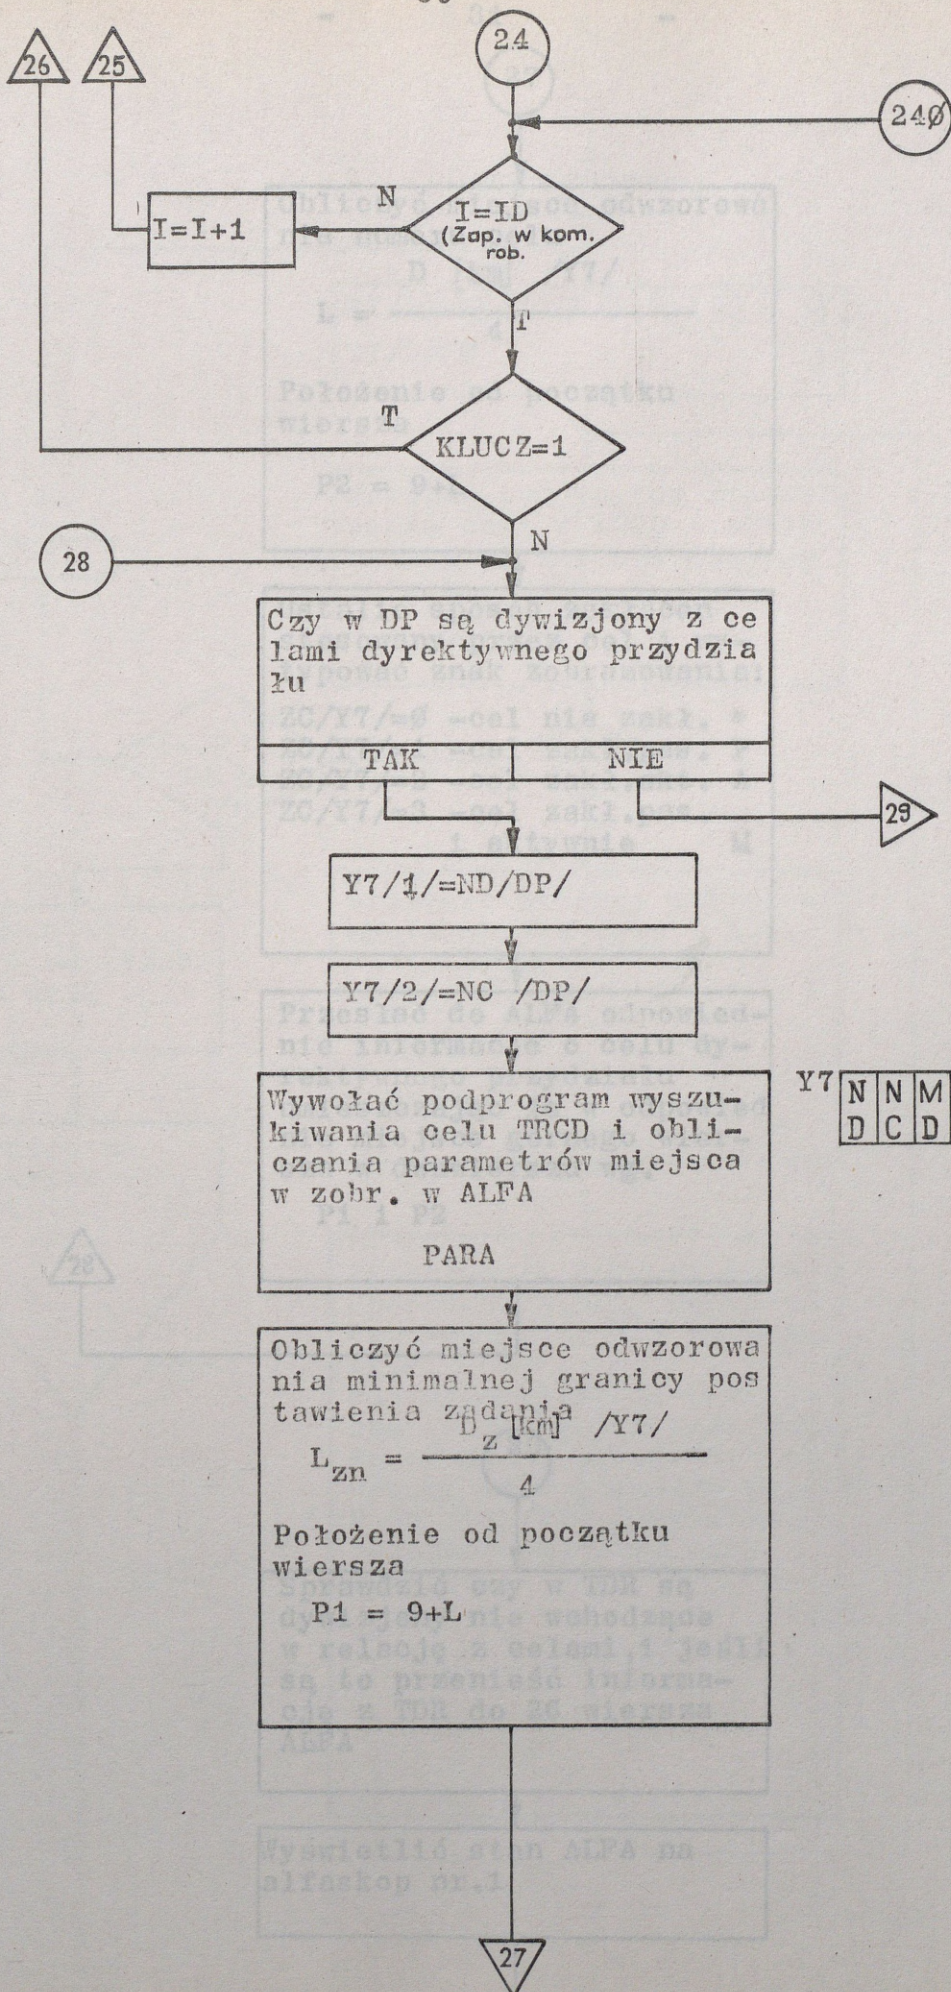 24
26
25
240
N
I=I+1
I=ID
(Zap. w kom.
rob.
T
T
KLUCZ=1
N
28
Czy w DP są dywizjony z ce
lami dyrektywnego przydzia
łu
TAK NIE
29
Y7/1/=ND/DP/
Y7/2/=NC /DP/
Y7 N N M
D C D
Wywołać podprogram wyszu-
kiwania celu TRCD i obli-
czania parametrów miejsca
w zobr. w ALFA
PARA
Obliczyć miejsce odwzorowa
nia minimalnej granicy pos
tawienia zadania
Dz [km] /Y7/
Lzn =
4
Położenie od początku
wiersza
P1 = 9+L
27